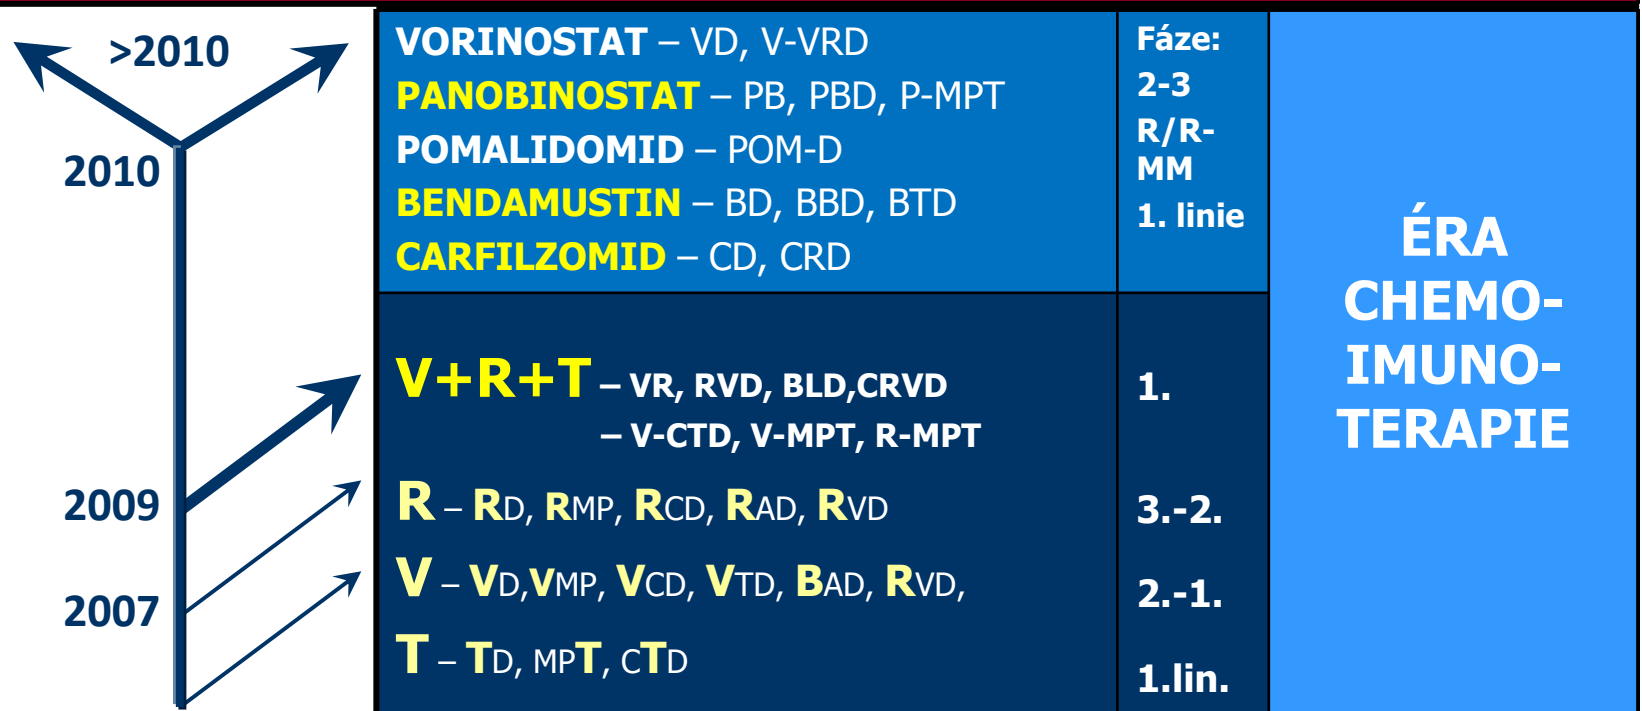 >2010
2010
2009
2007
VORINOSTAT – VD, V-VRD
PANOBINOSTAT – PB, PBD, P-MPT
POMALIDOMID – POM-D
BENDAMUSTIN – BD, BBD, BTD
CARFILZOMID – CD, CRD
Fáze:
2-3
R/R-
MM
1. linie
V+R+T – VR, RVD, BLD,CRVD
– V-CTD, V-MPT, R-MPT
1.
R – RD, RMP, RCD, RAD, RVD
3.-2.
V – VD,VMP, VCD, VTD, BAD, RVD,
2.-1.
T – TD, MPT, CTD
1.lin.
ÉRA
CHEMO-
IMUNO-
TERAPIE